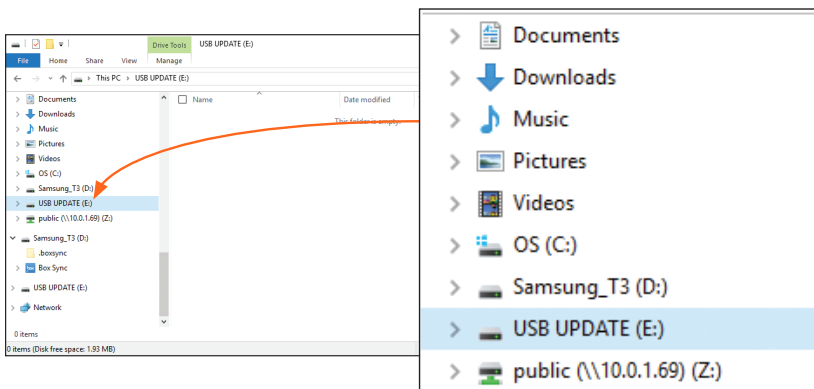 Drive Tools USB UPDATE (E:)
File Home Share View Manage
This PC › USB UPDATE (E:)
Documents
Downloads
Music
Pictures
Videos
OS (C:)
Samsung_T3 (D:)
USB UPDATE (E:)
public (\\10.0.1.69) (Z:)
Samsung_T3 (D:)
.boxsync
Box Sync
USB UPDATE (E:)
Network
Name Date modified
This folder is empty.
0 items
0 items (Disk free space: 1.93 MB)
Documents
Downloads
Music
Pictures
Videos
OS (C:)
Samsung_T3 (D:)
USB UPDATE (E:)
public (\\10.0.1.69) (Z:)